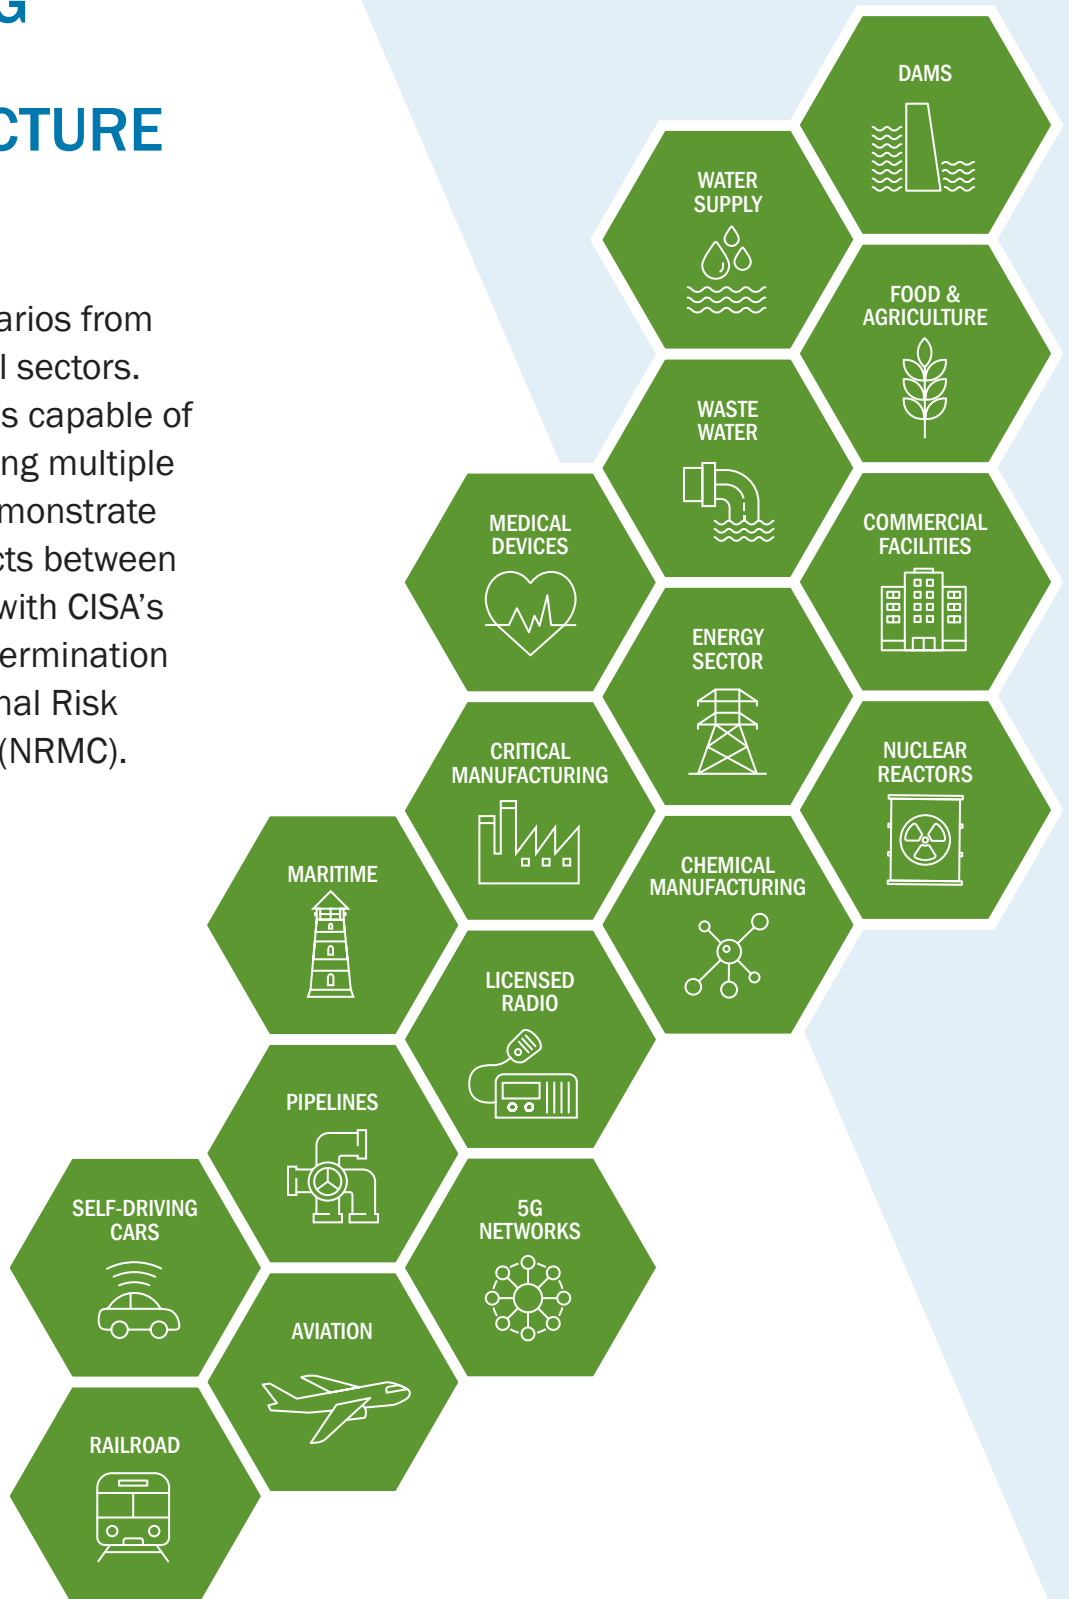 G
CTURE
arios from
l sectors.
s capable of
ng multiple
monstrate
cts between
with CISA’s
ermination
nal Risk
(NRMC).
DAMS
WATER
SUPPLY
FOOD &
AGRICULTURE
WASTE
WATER
MEDICAL
DEVICES
COMMERCIAL
FACILITIES
ENERGY
SECTOR
CRITICAL
MANUFACTURING
NUCLEAR
REACTORS
MARITIME
CHEMICAL
MANUFACTURING
LICENSED
RADIO
PIPELINES
SELF-DRIVING
CARS
5G
NETWORKS
AVIATION
RAILROAD